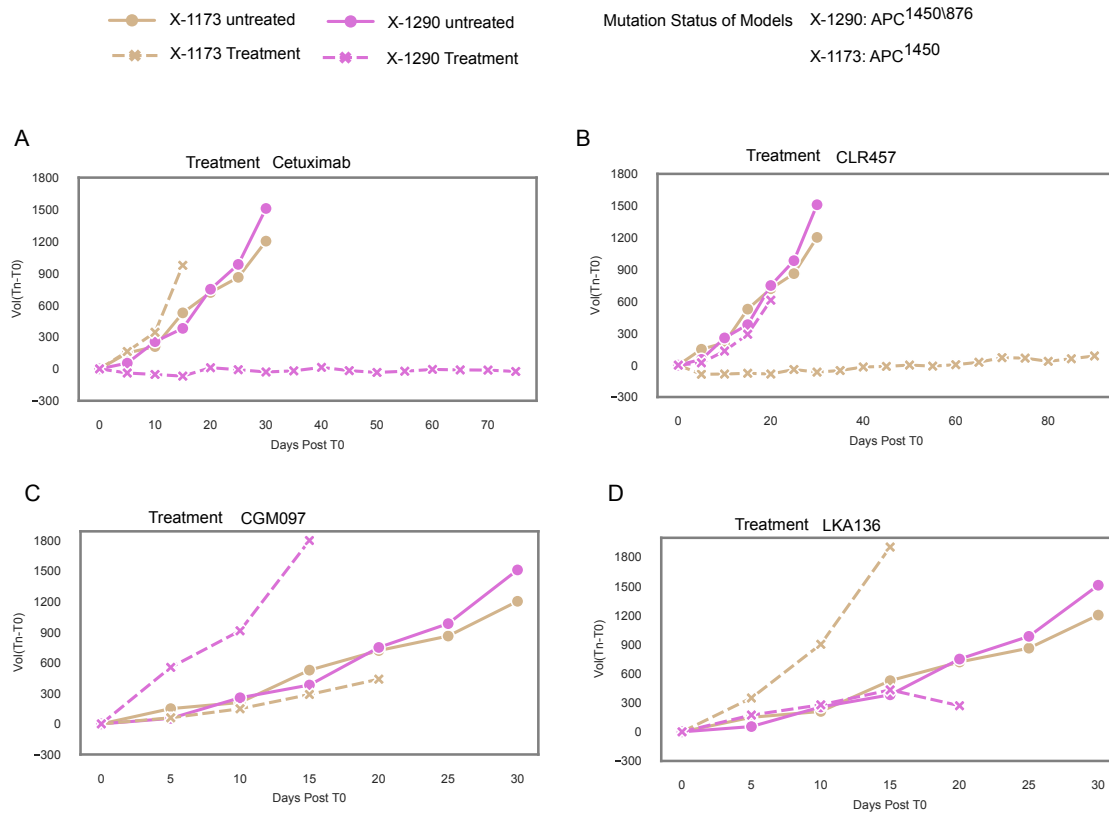 X-1173 untreated
X-1290 untreated
Mutation Status of Models
X-1290: APC1450\876
X-1173 Treatment
X-1290 Treatment
X-1173: APC1450
A
Treatment Cetuximab
1800
1500
1200
900
600
300
0
−300
Vol(Tn-T0)
0 10 20 30 40 50 60 70
Days Post T0
B
Treatment CLR457
1800
1500
1200
900
600
300
0
−300
Vol(Tn-T0)
0 20 40 60 80
Days Post T0
C
Treatment CGM097
1800
1500
1200
900
600
300
0
−300
Vol(Tn-T0)
0 5 10 15 20 25 30
Days Post T0
D
Treatment LKA136
1800
1500
1200
900
600
300
0
−300
Vol(Tn-T0)
0 5 10 15 20 25 30
Days Post T0